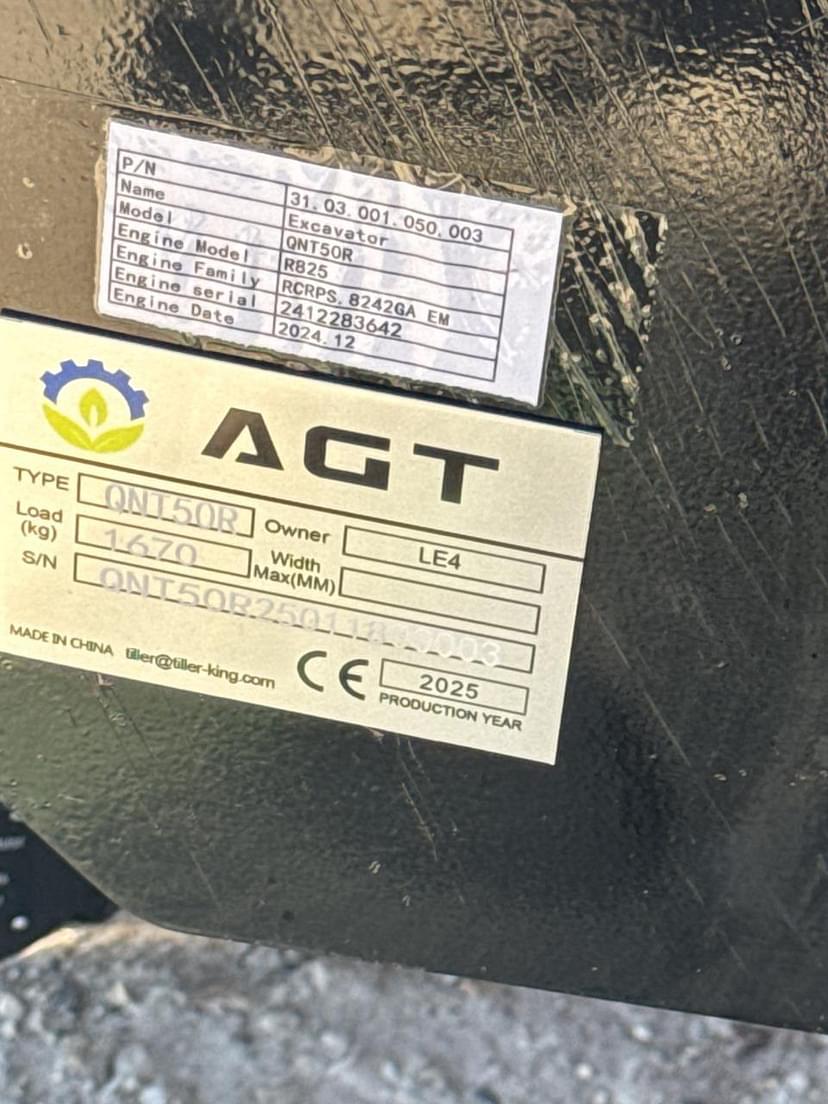 P/N 31.03.001.050.003
Name Excavator
Model QNT50R
Engine Model R825
Engine Family RCRPS.8242GA EM
Engine serial 2412283642
Engine Date 2024.12
AGT
TYPE QNT50R Owner LE4
Load (kg) 1670 Width Max(MM)
S/N
MADE IN CHINA tiller@tiller-king.com CE 2025
PRODUCTION YEAR